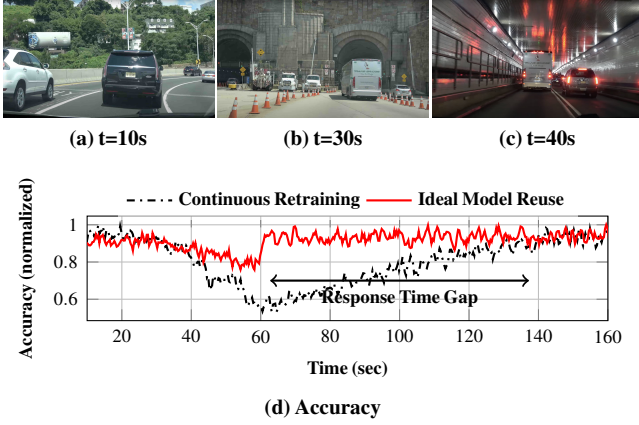 (a) t=10s
(b) t=30s
(c) t=40s
Continuous Retraining
Ideal Model Reuse
Accuracy (normalized)
1
0.8
0.6
Response Time Gap
20 40 60 80 100 120 140 160
Time (sec)
(d) Accuracy